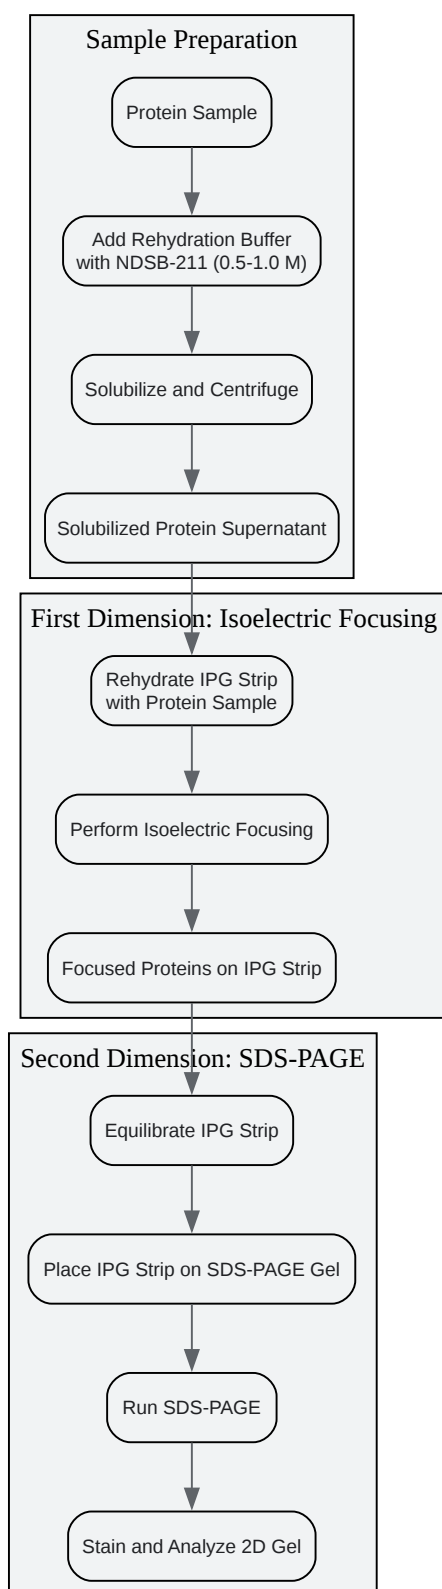 Sample Preparation
Protein Sample
Add Rehydration Buffer
with NDSB-211 (0.5-1.0 M)
Solubilize and Centrifuge
Solubilized Protein Supernatant
First Dimension: Isoelectric Focusing
Rehydrate IPG Strip
with Protein Sample
Perform Isoelectric Focusing
Focused Proteins on IPG Strip
Second Dimension: SDS-PAGE
Equilibrate IPG Strip
Place IPG Strip on SDS-PAGE Gel
Run SDS-PAGE
Stain and Analyze 2D Gel